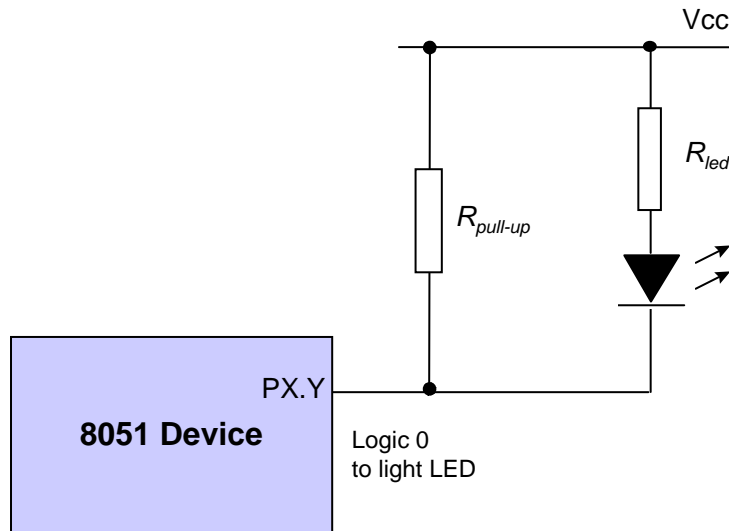 Vcc
R_led
R_pull-up
PX.Y
8051 Device
Logic 0
to light LED